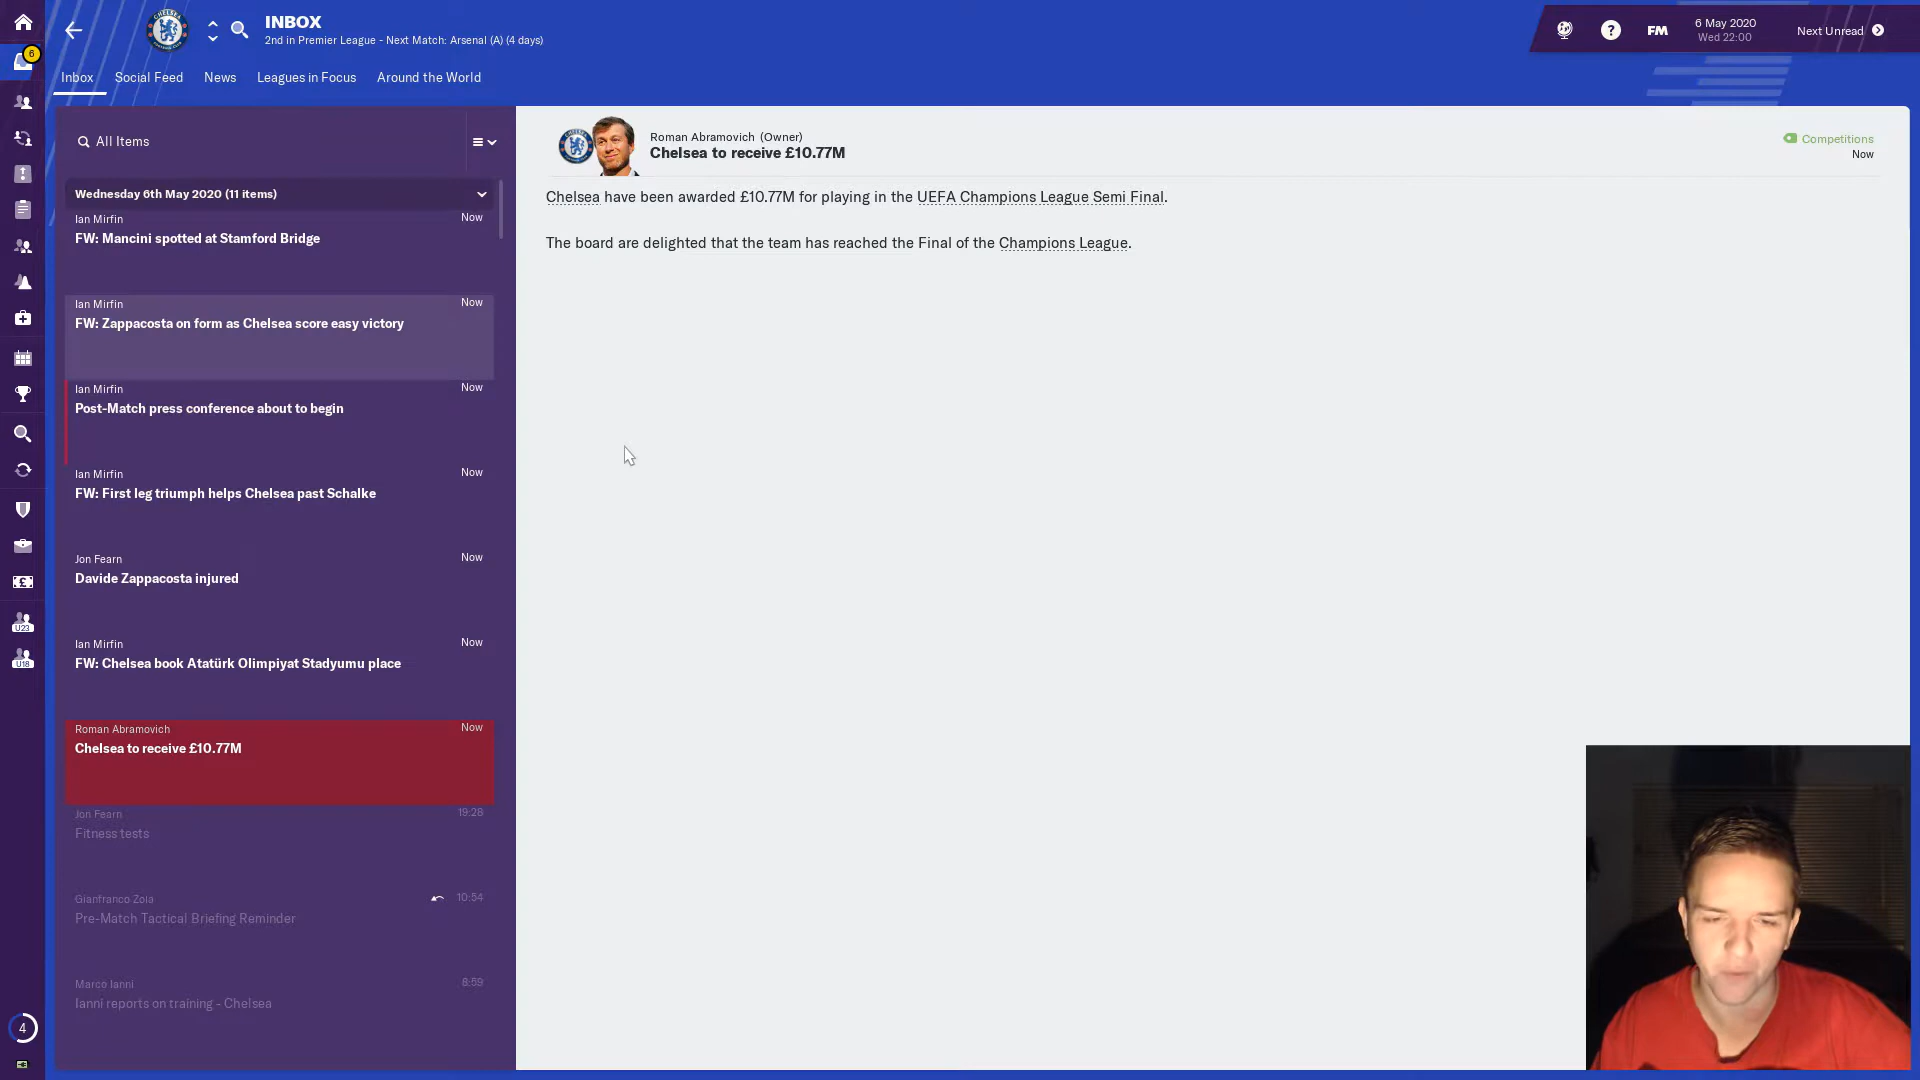 INBOX
2nd in Premier League - Next Match: Arsenal (A) (4 days)
FM
6 May 2020
Wed 22:00
Next Unread
6
Inbox
Social Feed
News
Leagues in Focus
Around the World
All Items
Wednesday 6th May 2020 (11 items)
Ian Mirfin
Now
FW: Mancini spotted at Stamford Bridge
Ian Mirfin
Now
FW: Zappacosta on form as Chelsea score easy victory
Ian Mirfin
Now
Post-Match press conference about to begin
Ian Mirfin
Now
FW: First leg triumph helps Chelsea past Schalke
Jon Fearn
Now
Davide Zappacosta injured
Ian Mirfin
Now
FW: Chelsea book Atatürk Olimpiyat Stadyumu place
Roman Abramovich
Now
Chelsea to receive £10.77M
Jon Fearn
19:28
Fitness tests
Gianfranco Zola
10:54
Pre-Match Tactical Briefing Reminder
Marco Ianni
8:59
Ianni reports on training - Chelsea
U23
U18
4
Roman Abramovich (Owner)
Chelsea to receive £10.77M
Competitions
Now
Chelsea have been awarded £10.77M for playing in the UEFA Champions League Semi Final.
The board are delighted that the team has reached the Final of the Champions League.